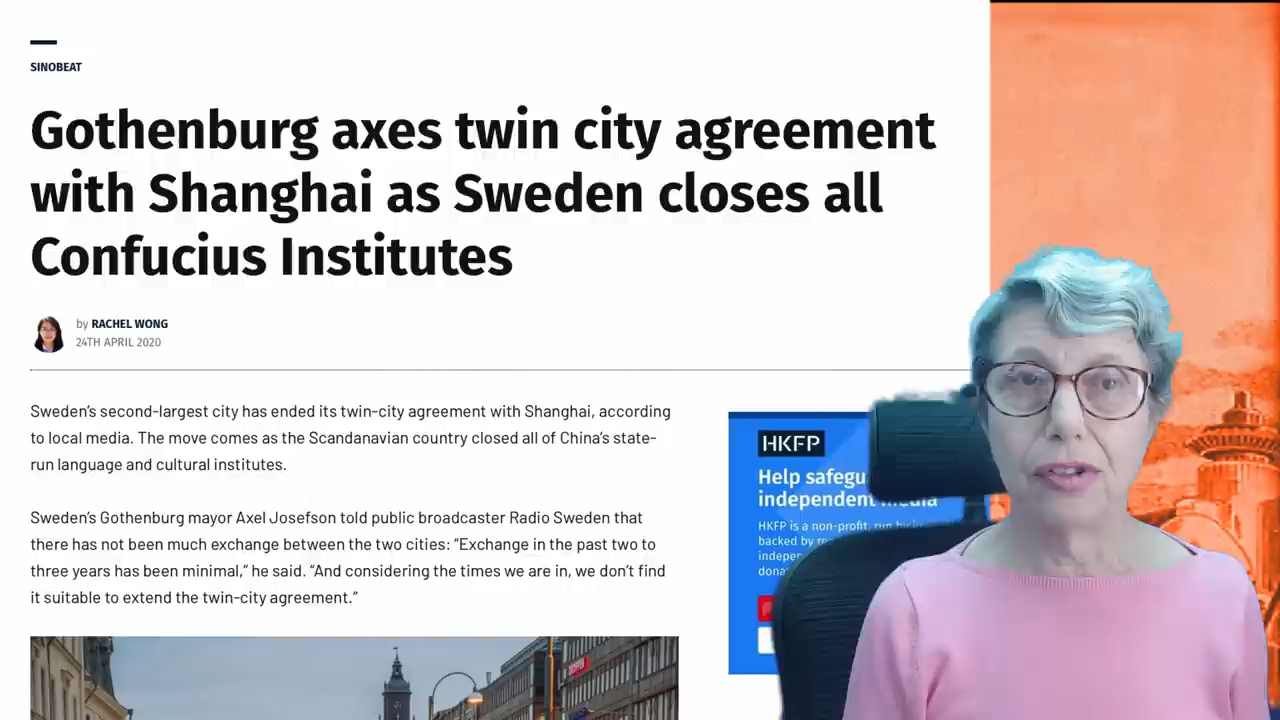 SINOBEAT
Gothenburg axes twin city agreement
with Shanghai as Sweden closes all
Confucius Institutes
by RACHEL WONG
24TH APRIL 2020
Sweden's second-largest city has ended its twin-city agreement with Shanghai, according
to local media. The move comes as the Scandanavian country closed all of China's state-
run language and cultural institutes.
Sweden's Gothenburg mayor Axel Josefson told public broadcaster Radio Sweden that
there has not been much exchange between the two cities: “Exchange in the past two to
three years has been minimal,” he said. “And considering the times we are in, we don't find
it suitable to extend the twin-city agreement.”
HKFP
Help
independent media
HKFP is a non-profit, run by
backed by